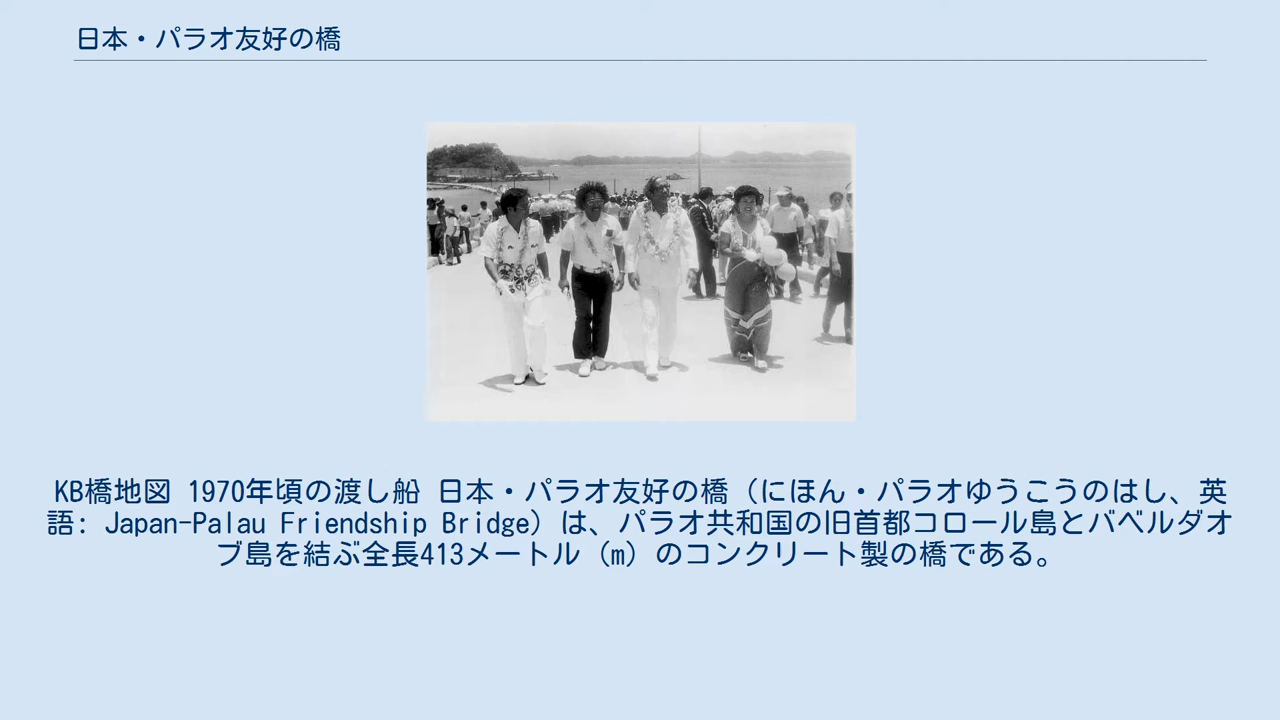 日本・パラオ友好の橋
KB橋地図 1970年頃の渡し船 日本・パラオ友好の橋（にほん・パラオゆうこうのはし、英
語: Japan-Palau Friendship Bridge）は、パラオ共和国の旧首都コロール島とバベルダオ
ブ島を結ぶ全長413メートル（m）のコンクリート製の橋である。